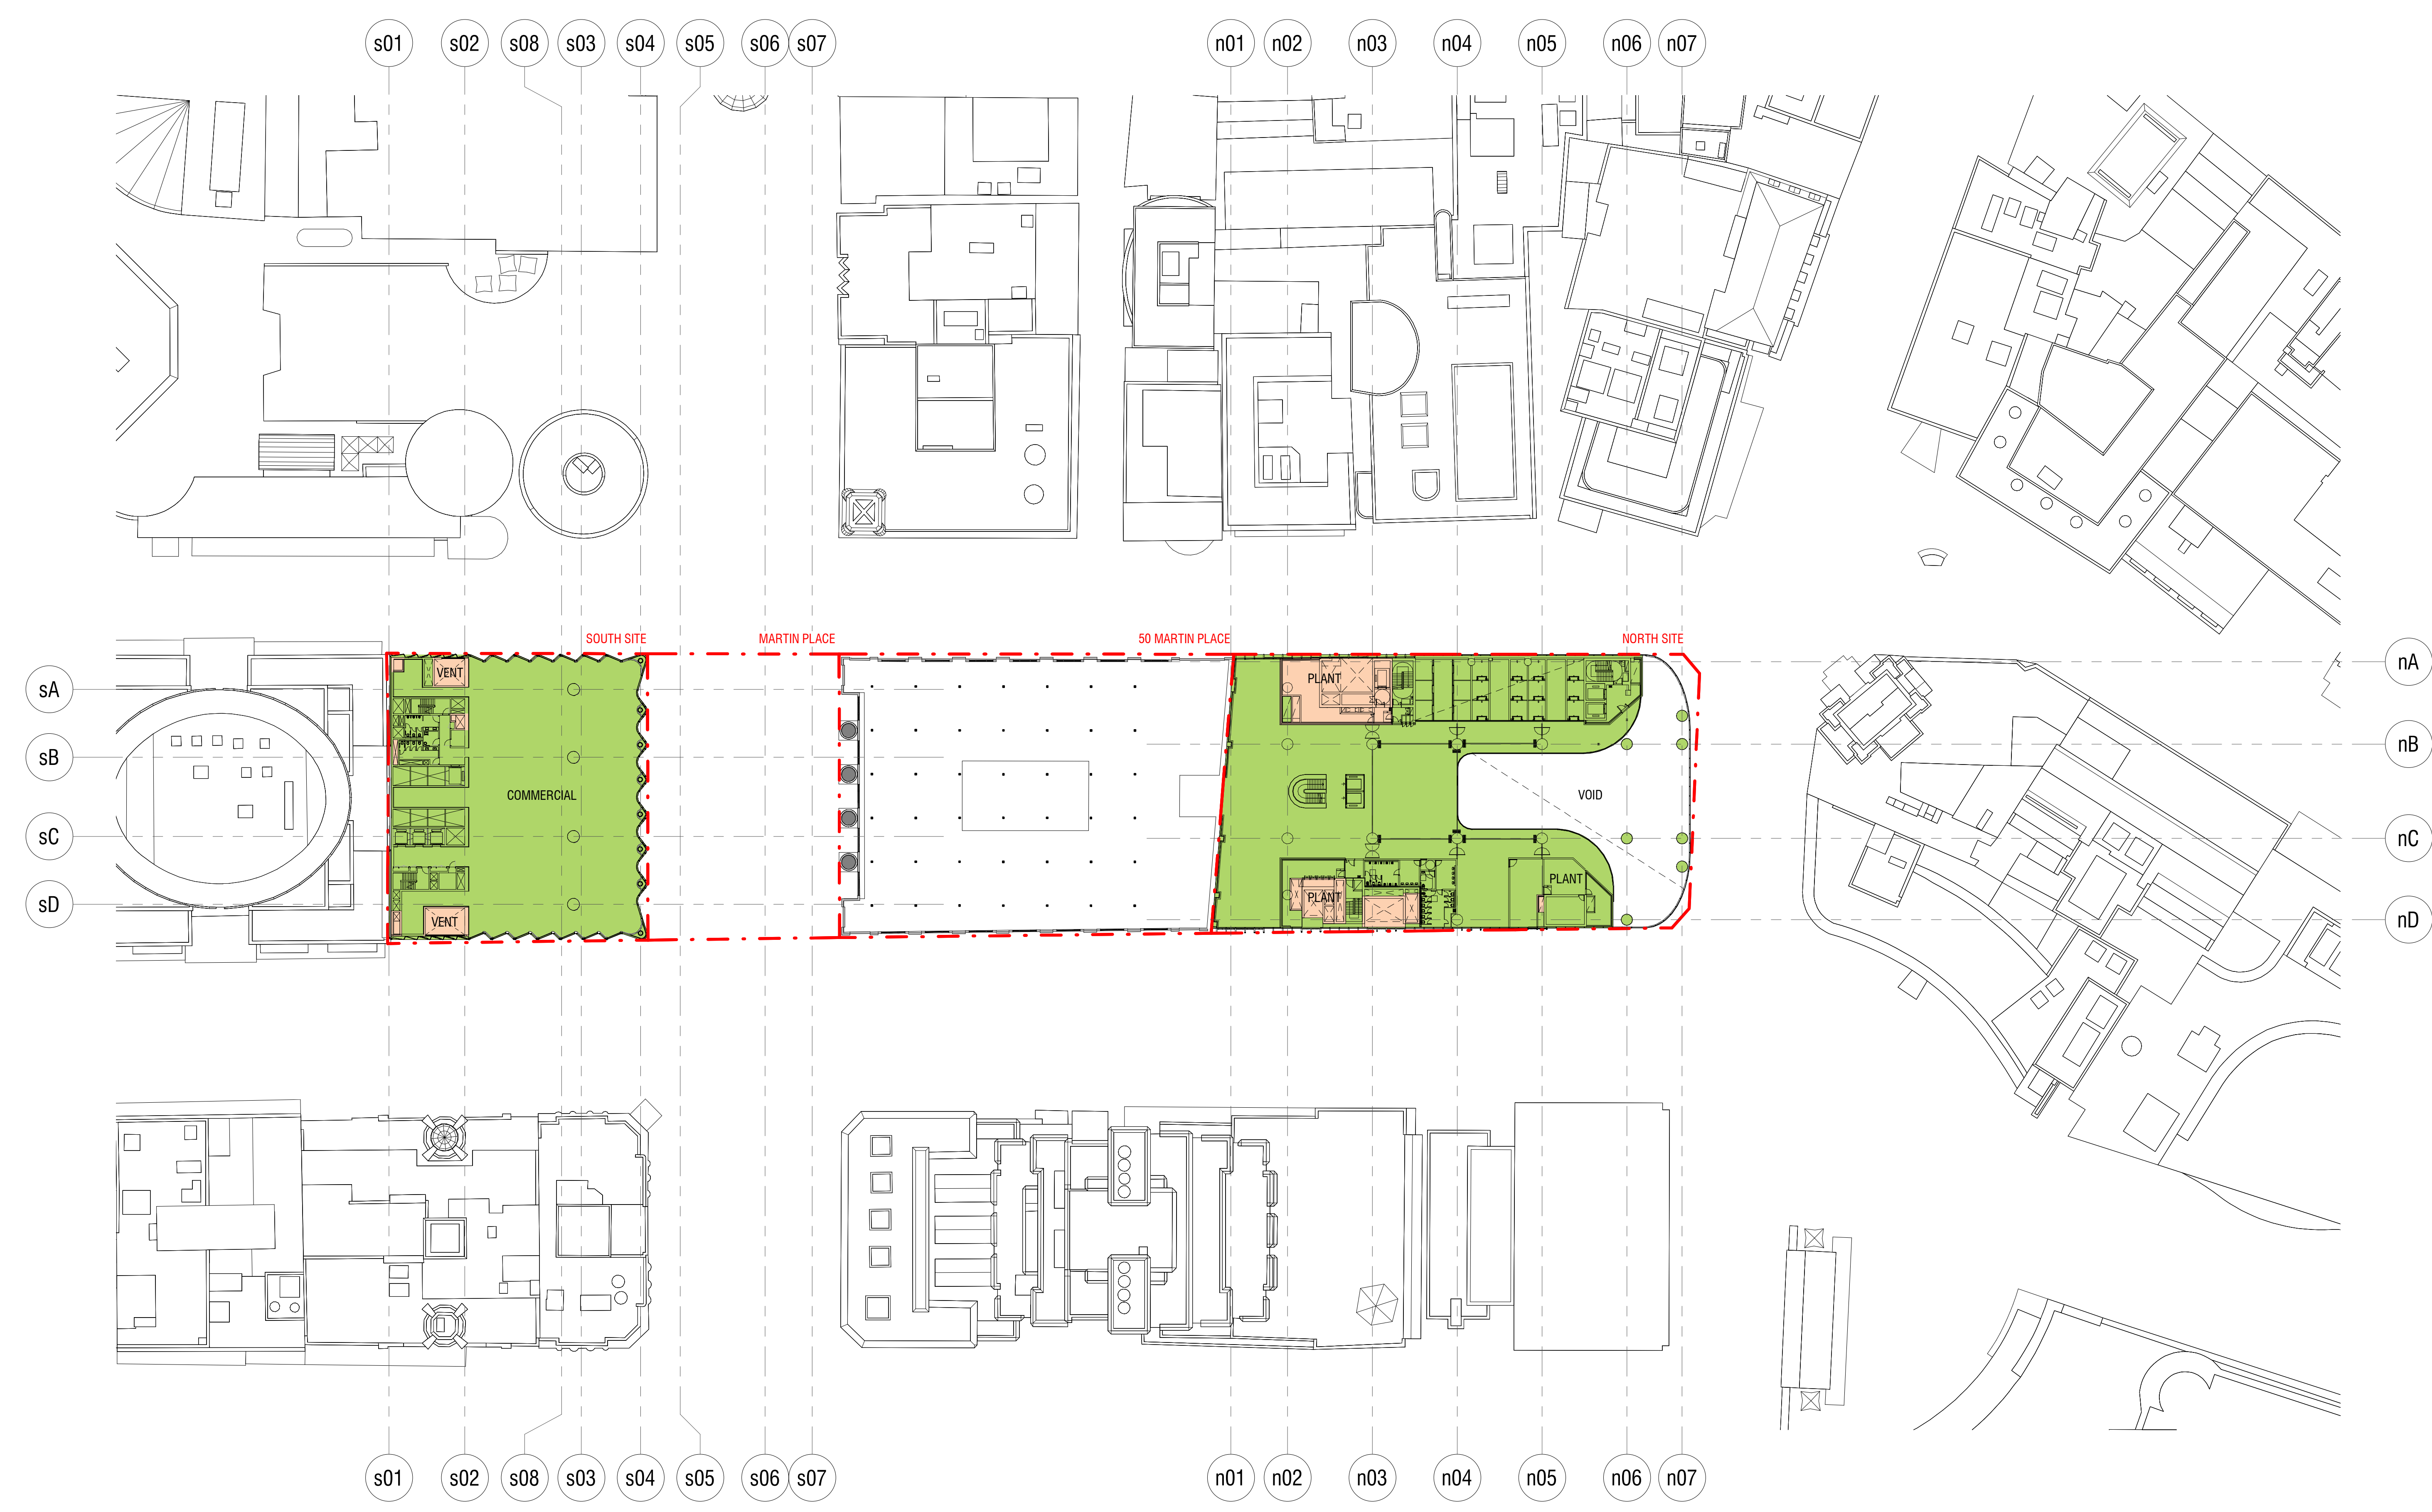 s01 s02 s08 s03 s04 s05 s06 s07 n01 n02 n03 n04 n05 n06 n07
SOUTH SITE MARTIN PLACE 50 MARTIN PLACE NORTH SITE
nA
VENT PLANT
sA
nB
sB
COMMERCIAL VOID
sC nC
PLANT
PLANT
sD
nD
VENT
s01 s02 s08 s03 s04 s05 s06 s07 n01 n02 n03 n04 n05 n06 n07